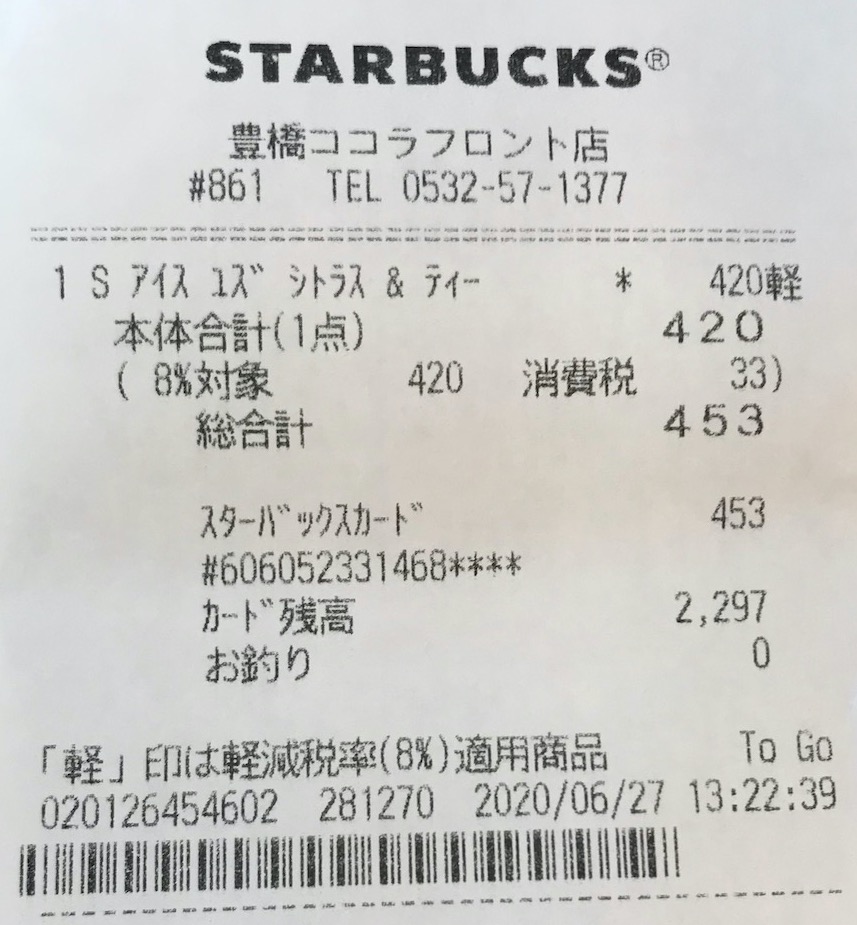 STARBUCKS®
豊橋ココラフロント店
#861 TEL 0532-57-1377
1 S ｱｲｽ ﾕｽﾞ ｼﾄﾗｽ & ﾃｨｰ * 420軽
本体合計(1点) 420
( 8%対象 420 消費税 33)
総合計 453
ｽﾀｰﾊﾞｯｸｽｶｰﾄﾞ 453
#606052331468****
ｶｰﾄﾞ残高 2,297
お釣り 0
「軽」印は軽減税率(8%)適用商品 To Go
020126454602 281270 2020/06/27 13:22:39